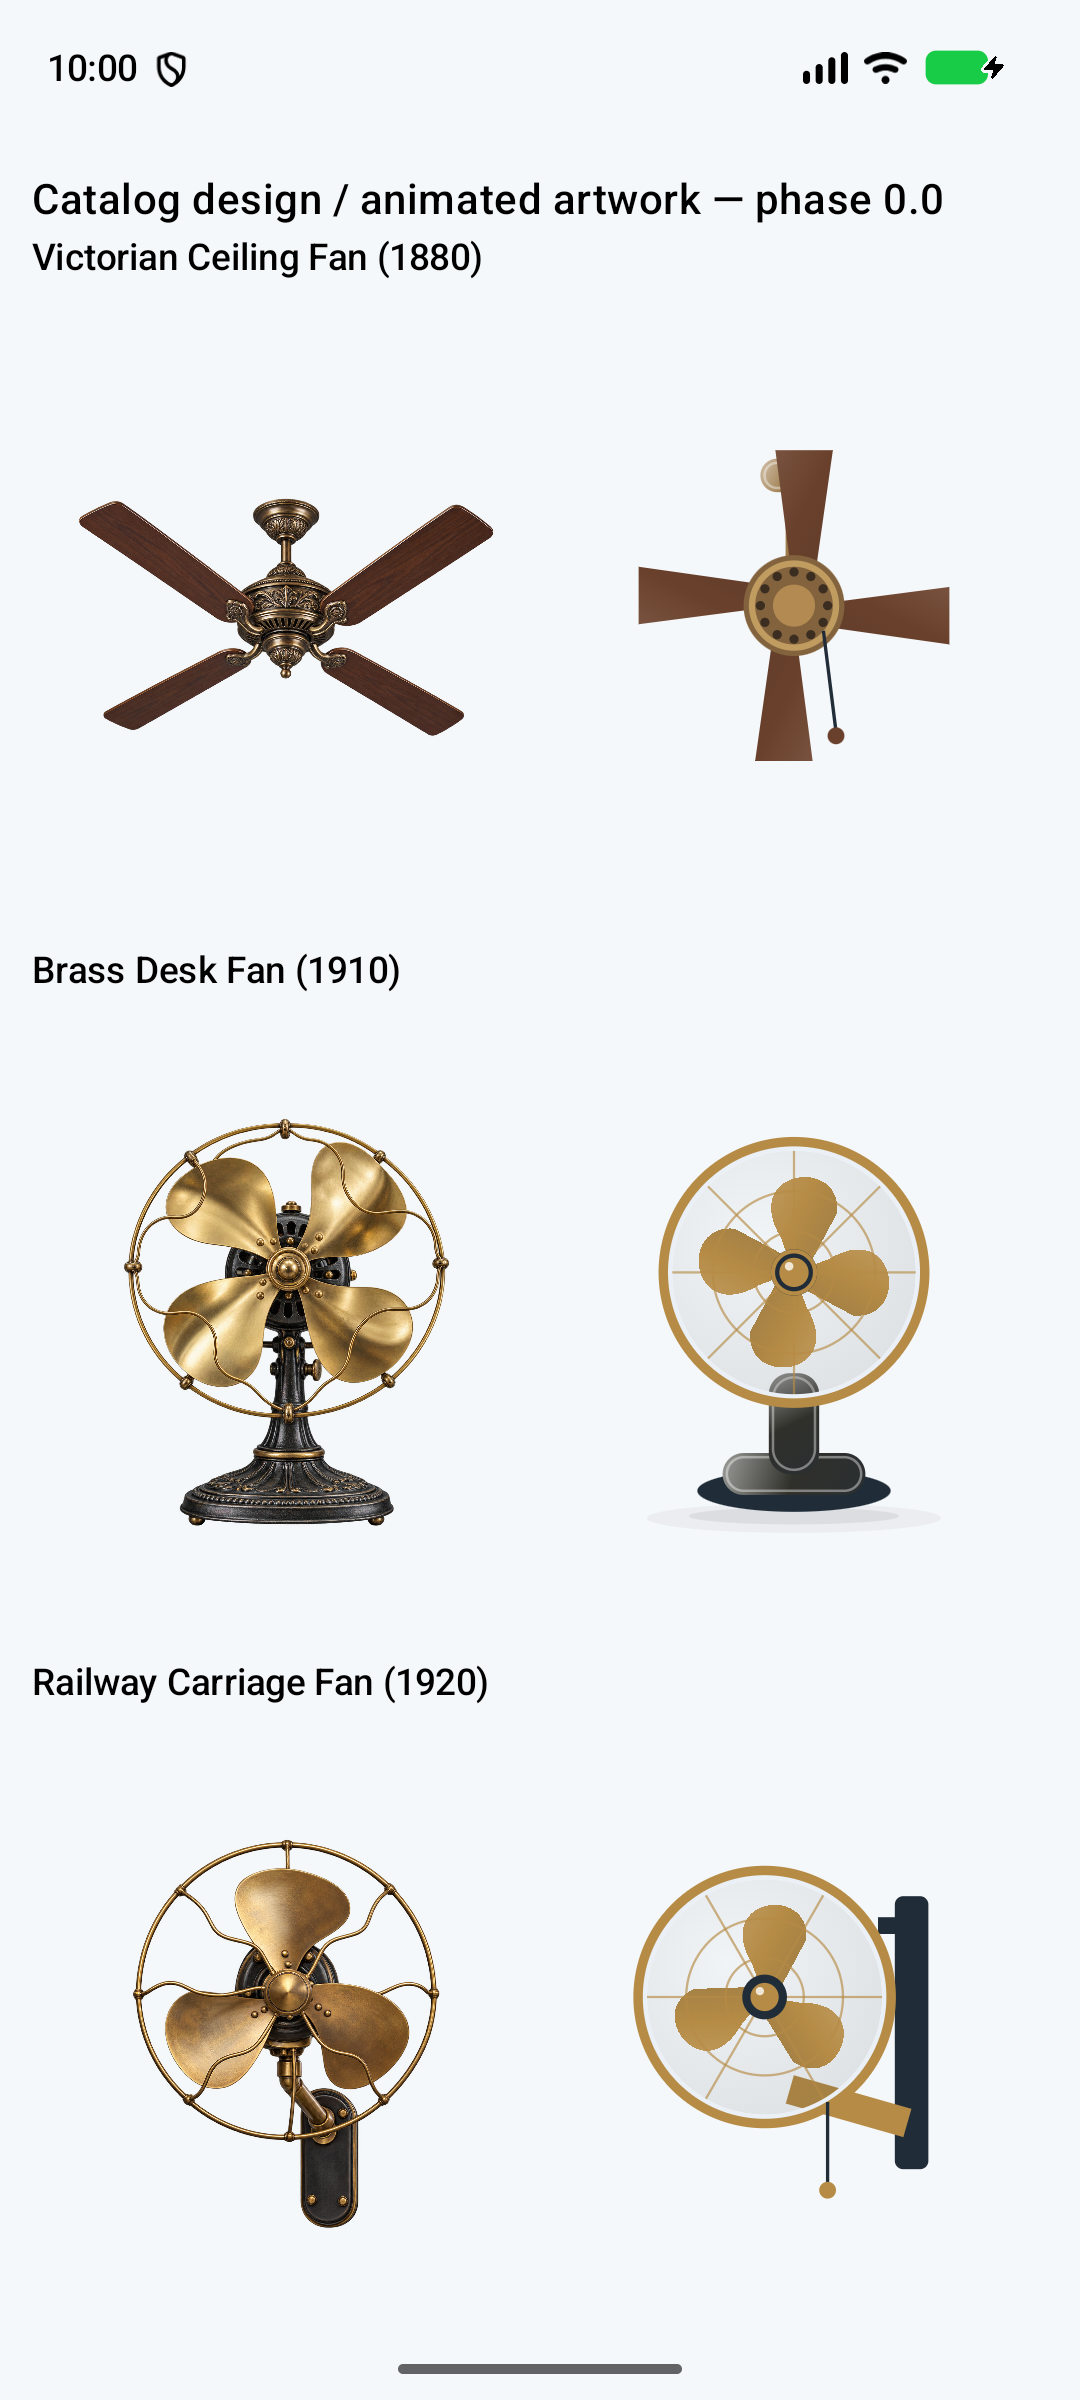 10:00
Catalog design / animated artwork — phase 0.0
Victorian Ceiling Fan (1880)
Brass Desk Fan (1910)
Railway Carriage Fan (1920)